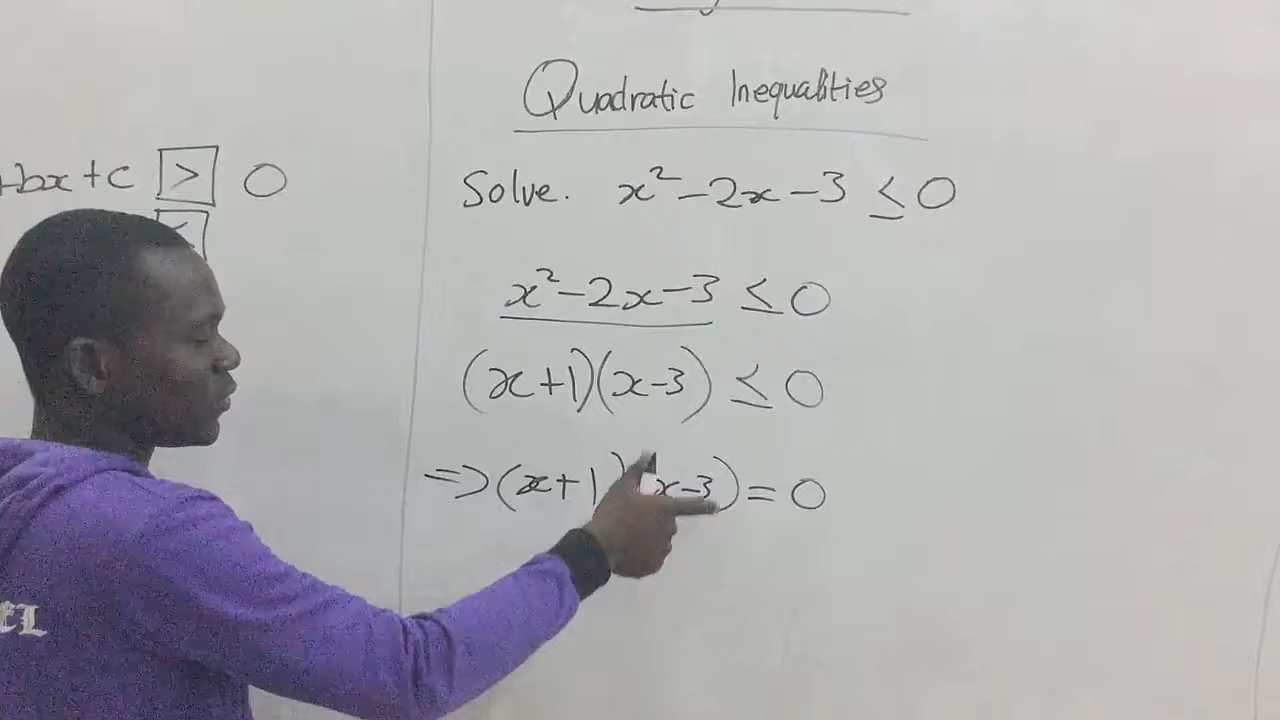 Quadratic Inequalities
+bx+c > 0
Solve. x²-2x-3 ≤ 0
x²-2x-3 ≤ 0
(x+1)(x-3) ≤ 0
=>(x+1)(x-3) = 0
EL